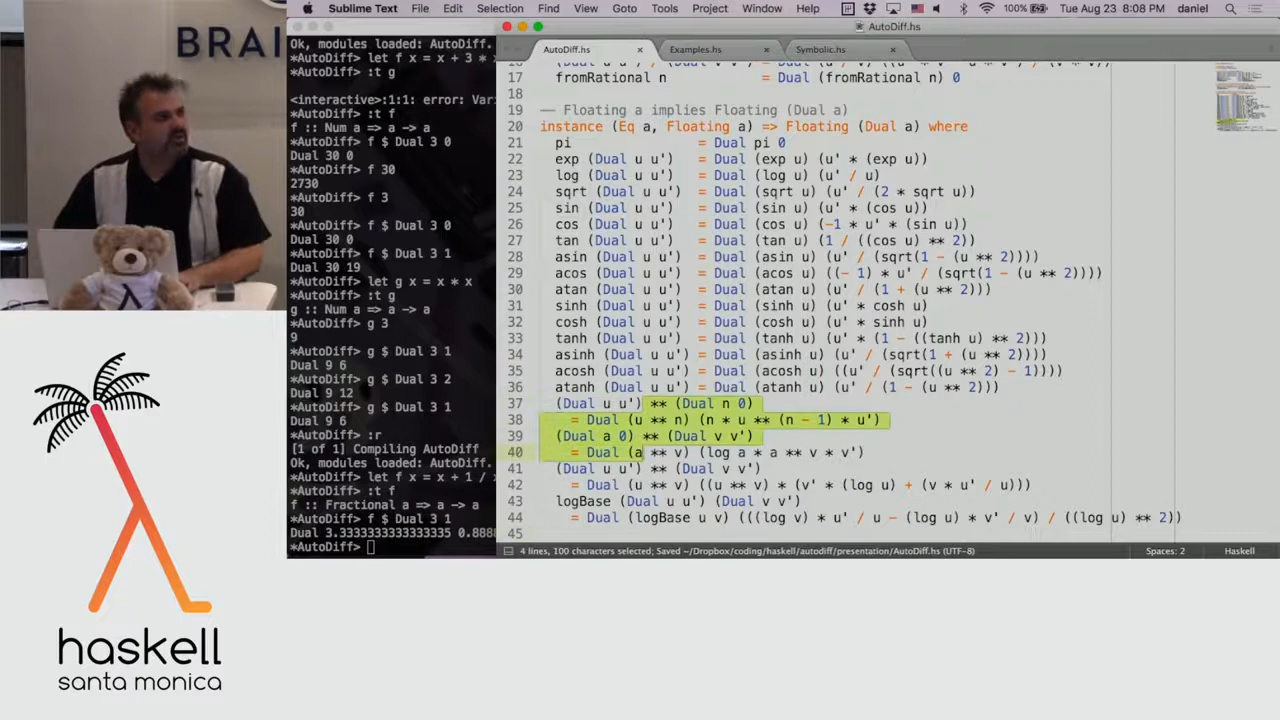 Sublime Text File Edit Selection Find View Goto Tools Project Window Help 100% Tue Aug 23 8:08 PM daniel
BRAI
Ok, modules loaded: AutoDiff.
*AutoDiff> let f x = x + 3 * x
*AutoDiff> :t g
<interactive>:1:1: error: Vari
*AutoDiff> :t f
f :: Num a => a -> a
*AutoDiff> f $ Dual 3 0
Dual 30 0
*AutoDiff> f 30
2730
*AutoDiff> f 3
30
*AutoDiff> f $ Dual 3 0
Dual 30 0
*AutoDiff> f $ Dual 3 1
Dual 30 19
*AutoDiff> let g x = x * x
*AutoDiff> :t g
g :: Num a => a -> a
*AutoDiff> g 3
9
*AutoDiff> g $ Dual 3 1
Dual 9 6
*AutoDiff> g $ Dual 3 2
Dual 9 12
*AutoDiff> g $ Dual 3 1
Dual 9 6
*AutoDiff> :r
[1 of 1] Compiling AutoDiff
Ok, modules loaded: AutoDiff.
*AutoDiff> let f x = x + 1 / x
*AutoDiff> :t f
f :: Fractional a => a -> a
*AutoDiff> f $ Dual 3 1
Dual 3.3333333333333335 0.8888
*AutoDiff>
AutoDiff.hs
AutoDiff.hs Examples.hs Symbolic.hs
17 fromRational n = Dual (fromRational n) 0
18
19 -- Floating a implies Floating (Dual a)
20 instance (Eq a, Floating a) => Floating (Dual a) where
21 pi = Dual pi 0
22 exp (Dual u u') = Dual (exp u) (u' * (exp u))
23 log (Dual u u') = Dual (log u) (u' / u)
24 sqrt (Dual u u') = Dual (sqrt u) (u' / (2 * sqrt u))
25 sin (Dual u u') = Dual (sin u) (u' * (cos u))
26 cos (Dual u u') = Dual (cos u) (-1 * u' * (sin u))
27 tan (Dual u u') = Dual (tan u) (1 / ((cos u) ** 2))
28 asin (Dual u u') = Dual (asin u) (u' / (sqrt(1 - (u ** 2))))
29 acos (Dual u u') = Dual (acos u) ((- 1) * u' / (sqrt(1 - (u ** 2))))
30 atan (Dual u u') = Dual (atan u) (u' / (1 + (u ** 2)))
31 sinh (Dual u u') = Dual (sinh u) (u' * cosh u)
32 cosh (Dual u u') = Dual (cosh u) (u' * sinh u)
33 tanh (Dual u u') = Dual (tanh u) (u' * (1 - ((tanh u) ** 2)))
34 asinh (Dual u u') = Dual (asinh u) (u' / (sqrt(1 + (u ** 2))))
35 acosh (Dual u u') = Dual (acosh u) ((u' / (sqrt((u ** 2) - 1))))
36 atanh (Dual u u') = Dual (atanh u) (u' / (1 - (u ** 2)))
37 (Dual u u') ** (Dual n 0)
38 = Dual (u ** n) (n * u ** (n - 1) * u')
39 (Dual a 0) ** (Dual v v')
40 = Dual (a ** v) (log a * a ** v * v')
41 (Dual u u') ** (Dual v v')
42 = Dual (u ** v) ((u ** v) * (v' * (log u) + (v * u' / u)))
43 logBase (Dual u u') (Dual v v')
44 = Dual (logBase u v) (((log v) * u' / u - (log u) * v' / v) / ((log u) ** 2))
45
4 lines, 100 characters selected; Saved ~/Dropbox/coding/haskell/autodiff/presentation/AutoDiff.hs (UTF-8) Spaces: 2 Haskell
haskell
santa monica